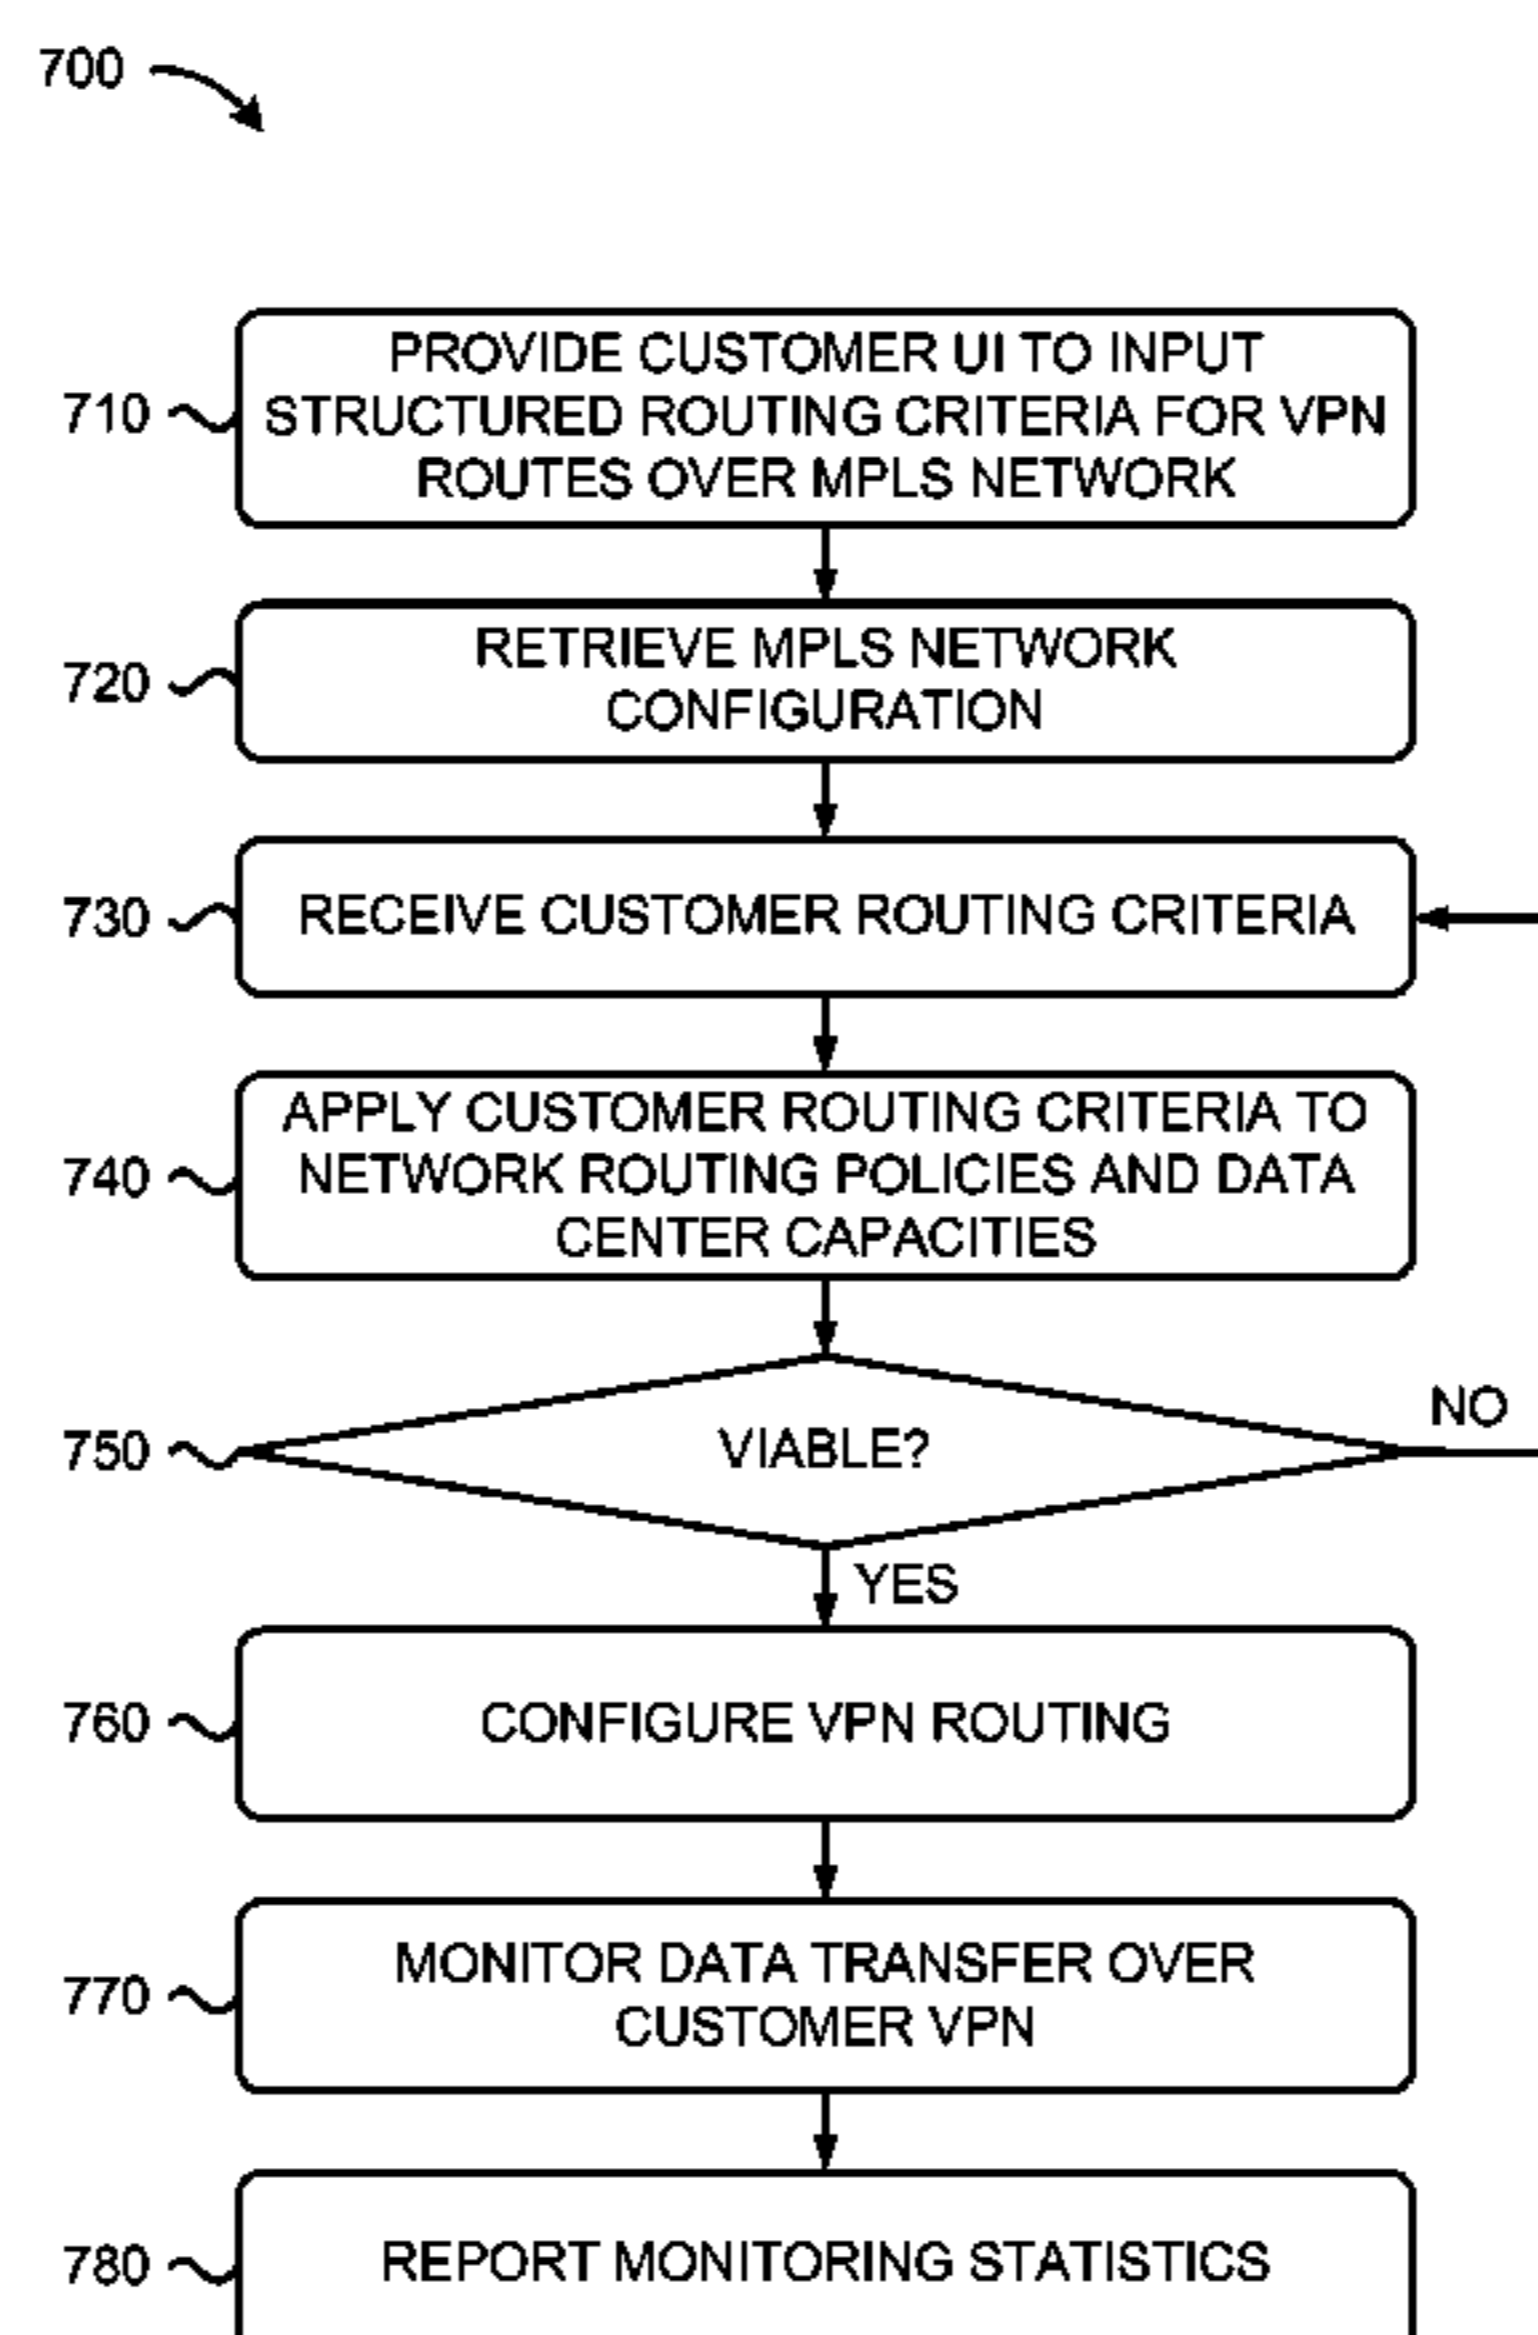 700
710
PROVIDE CUSTOMER UI TO INPUT
STRUCTURED ROUTING CRITERIA FOR VPN
ROUTES OVER MPLS NETWORK
720
RETRIEVE MPLS NETWORK
CONFIGURATION
730
RECEIVE CUSTOMER ROUTING CRITERIA
740
APPLY CUSTOMER ROUTING CRITERIA TO
NETWORK ROUTING POLICIES AND DATA
CENTER CAPACITIES
750
VIABLE?
NO
YES
760
CONFIGURE VPN ROUTING
770
MONITOR DATA TRANSFER OVER
CUSTOMER VPN
780
REPORT MONITORING STATISTICS